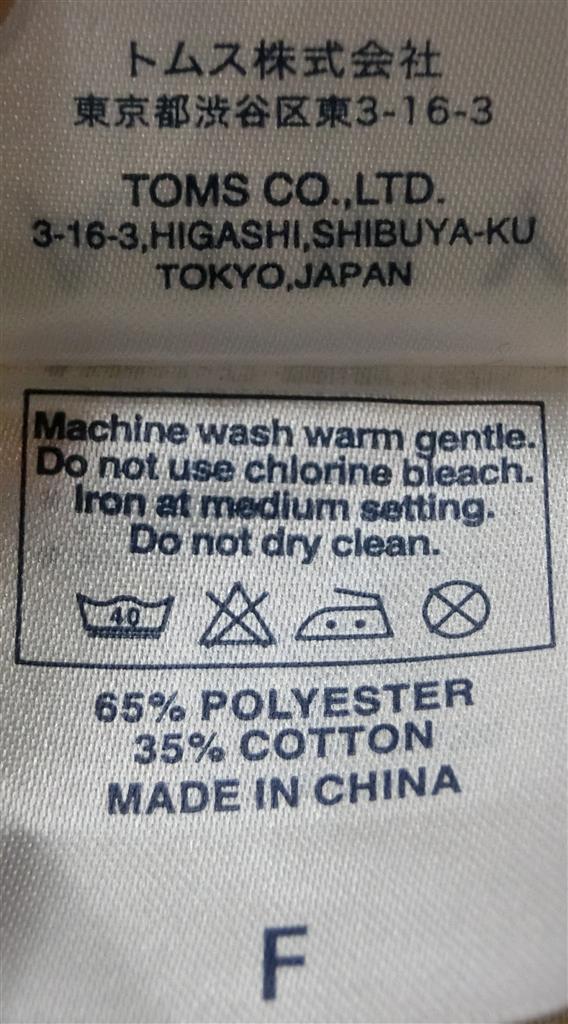 トムス株式会社
東京都渋谷区東3-16-3
TOMS CO.,LTD.
3-16-3,HIGASHI,SHIBUYA-KU
TOKYO,JAPAN
Machine wash warm gentle.
Do not use chlorine bleach.
Iron at medium setting.
Do not dry clean.
40
65% POLYESTER
35% COTTON
MADE IN CHINA
F